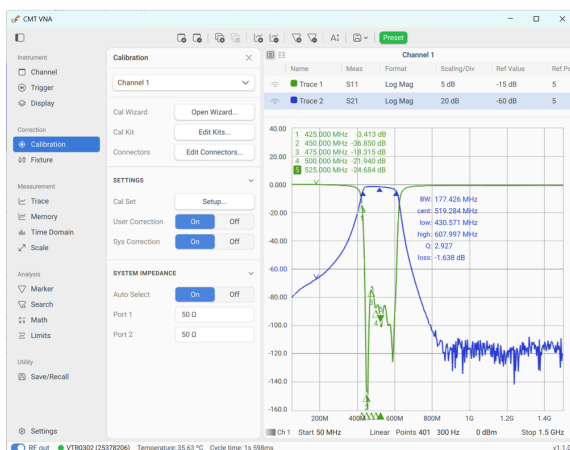 CMT VNA
Preset
Instrument
Channel
Trigger
Display
Correction
Calibration
Fixture
Measurement
Trace
Memory
Time Domain
Scale
Analysis
Marker
Search
Math
Limits
Utility
Save/Recall
Settings
Calibration
Channel 1
Cal Wizard Open Wizard...
Cal Kit Edit Kits...
Connectors Edit Connectors...
SETTINGS
Cal Set Setup...
User Correction On Off
Sys Correction On Off
SYSTEM IMPEDANCE
Auto Select On Off
Port 1 50 Ω
Port 2 50 Ω
Channel 1
Name Meas Format Scaling/Div Ref Value Ref Po
Trace 1 S11 Log Mag 5 dB -15 dB 5
Trace 2 S21 Log Mag 20 dB -60 dB 5
40.00
20.00
0.00
-20.00
-40.00
-60.00
-80.00
-100.0
-120.0
-140.0
-160.0
1 425.000 MHz -3.413 dB
2 450.000 MHz -36.850 dB
3 475.000 MHz -18.315 dB
4 500.000 MHz -21.940 dB
5 525.000 MHz -24.684 dB
BW: 177.426 MHz
cent: 519.284 MHz
low: 430.571 MHz
high: 607.997 MHz
Q: 2.927
loss: -1.638 dB
200M 400M 600M 800M 1G 1.2G 1.4G
Ch 1 Start 50 MHz Linear Points 401 300 Hz 0 dBm Stop 1.5 GHz
RF out VTR0302 (25378206) Temperature: 35.63 ºC Cycle time: 1s 598ms v1.1.0